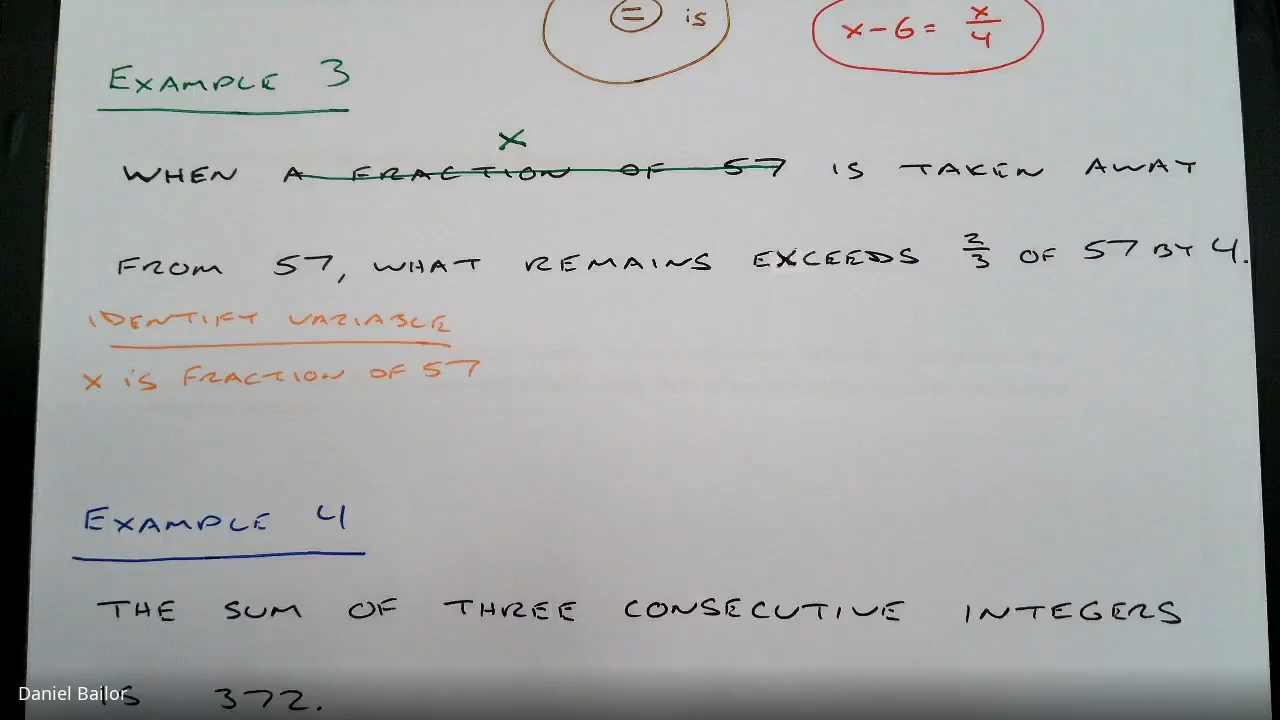 = is
x - 6 = x/4
EXAMPLE 3
x
WHEN A FRACTION OF 57 IS TAKEN AWAY
FROM 57, WHAT REMAINS EXCEEDS 2/3 OF 57 BY 4.
IDENTIFY VARIABLE
x is FRACTION OF 57
EXAMPLE 4
THE SUM OF THREE CONSECUTIVE INTEGERS
IS 372.
Daniel Bailor